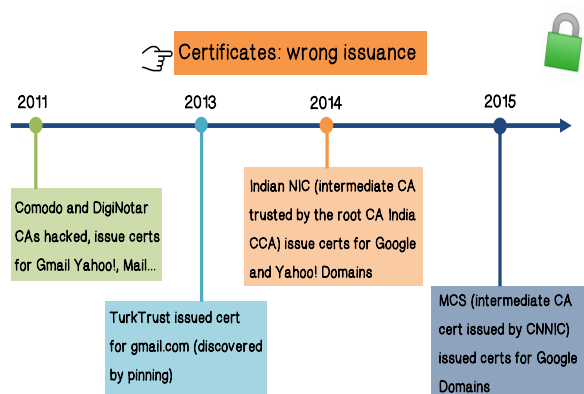 Certificates: wrong issuance
2011
2013
2014
2015
Comodo and DigiNotar
CAs hacked, issue certs
for Gmail Yahoo!, Mail...
TurkTrust issued cert
for gmail.com (discovered
by pinning)
Indian NIC (intermediate CA
trusted by the root CA India
CCA) issue certs for Google
and Yahoo! Domains
MCS (intermediate CA
cert issued by CNNIC)
issued certs for Google
Domains